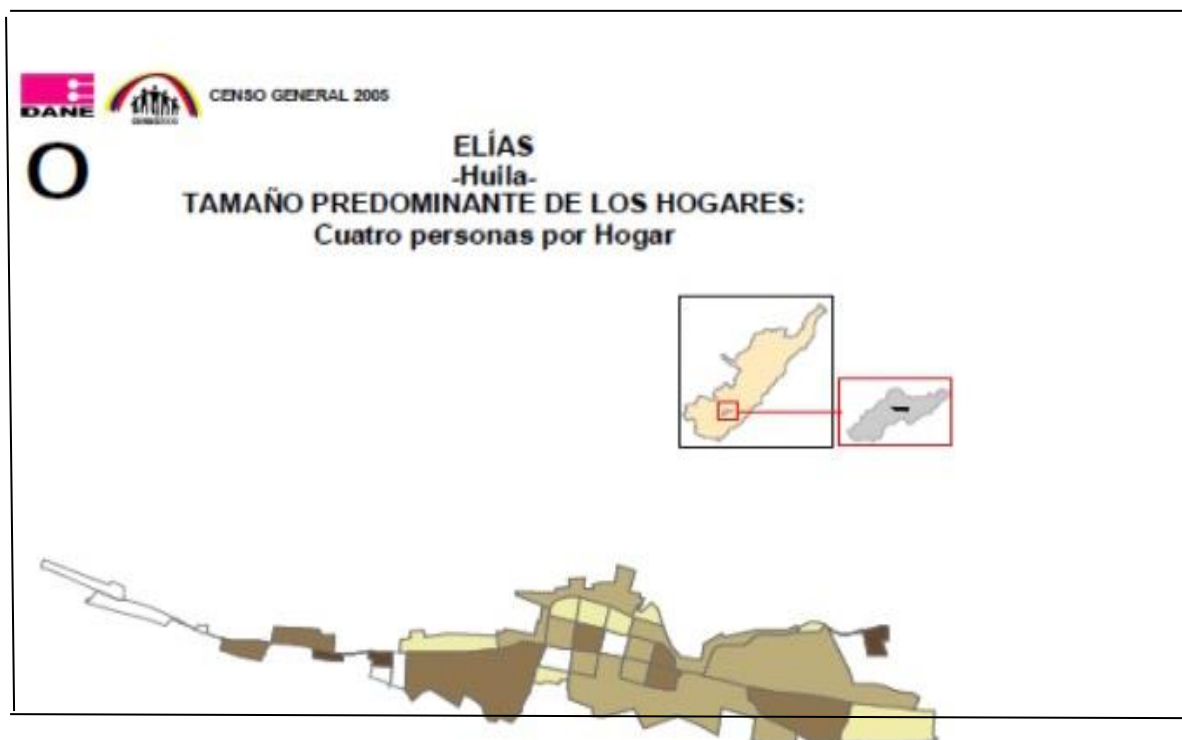 DANE
CENSO GENERAL 2005
O
ELÍAS
-Huila-
TAMAÑO PREDOMINANTE DE LOS HOGARES:
Cuatro personas por Hogar